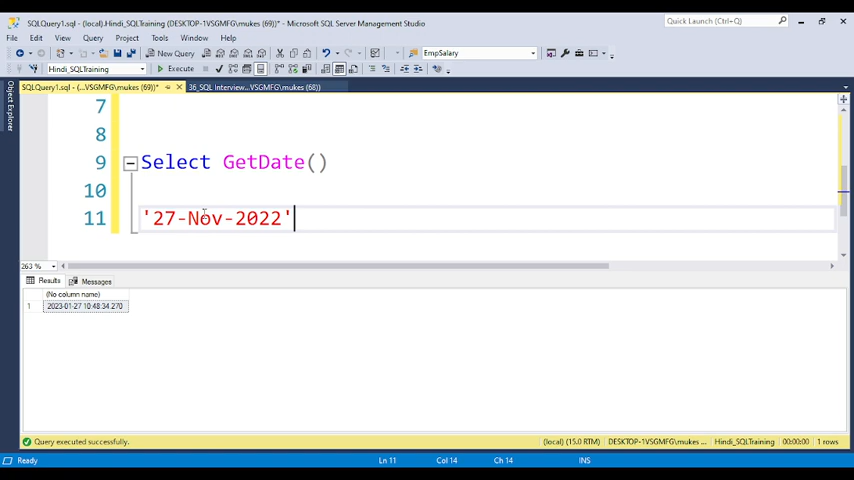 SQLQuery1.sql - (local).Hindi_SQLTraining (DESKTOP-1VSGMFG\mukes (69))* - Microsoft SQL Server Management Studio
Quick Launch (Ctrl+Q)
File Edit View Query Project Tools Window Help
New Query
EmpSalary
Hindi_SQLTraining
Execute
SQLQuery1.sql - (...VSGMFG\mukes (69))*
36_SQL Interview...VSGMFG\mukes (68))
Object Explorer
7
8
9 Select GetDate()
10
11 '27-Nov-2022'
263 %
Results Messages
(No column name)
1 2023-01-27 10:48:34.270
Query executed successfully.
(local) (15.0 RTM) DESKTOP-1VSGMFG\mukes ... Hindi_SQLTraining 00:00:00 1 rows
Ready Ln 11 Col 14 Ch 14 INS